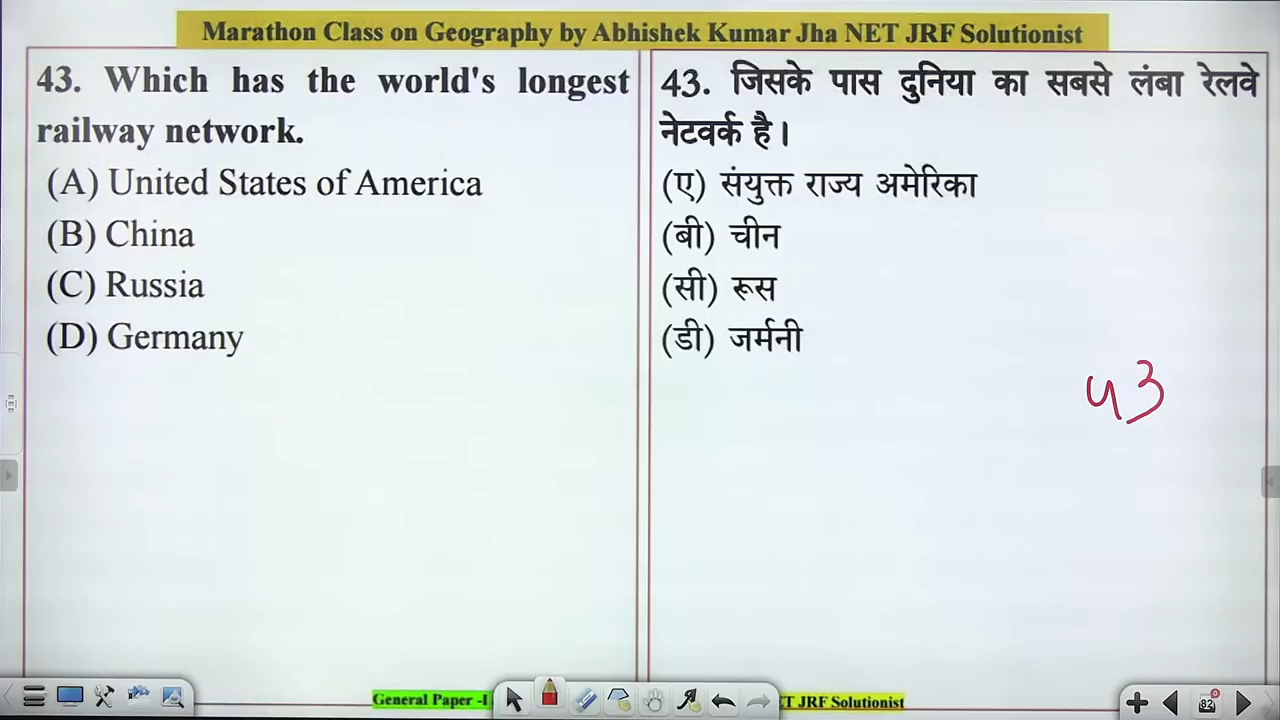 Marathon Class on Geography by Abhishek Kumar Jha NET JRF Solutionist
43. Which has the world's longest
railway network.
(A) United States of America
(B) China
(C) Russia
(D) Germany
43. जिसके पास दुनिया का सबसे लंबा रेलवे
नेटवर्क है।
(ए) संयुक्त राज्य अमेरिका
(बी) चीन
(सी) रूस
(डी) जर्मनी
43
General Paper -I
T JRF Solutionist
82